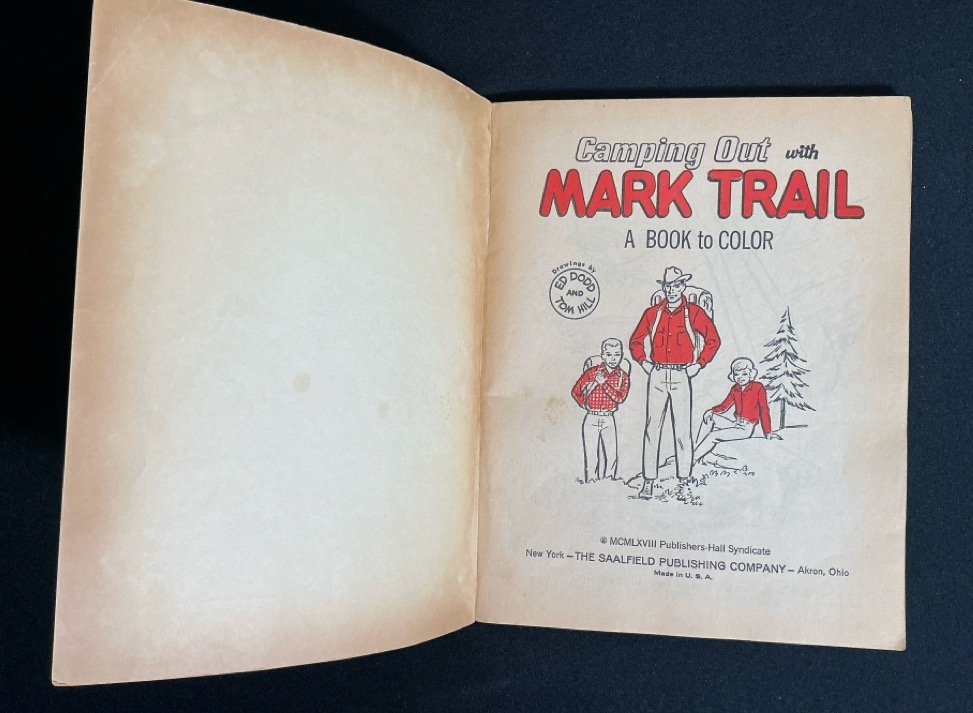 Camping Out with
MARK TRAIL
A BOOK to COLOR
Drawings by
ED DODD
AND
TOM HILL
© MCMLXVIII Publishers-Hall Syndicate
New York – THE SAALFIELD PUBLISHING COMPANY – Akron, Ohio
Made in U. S. A.